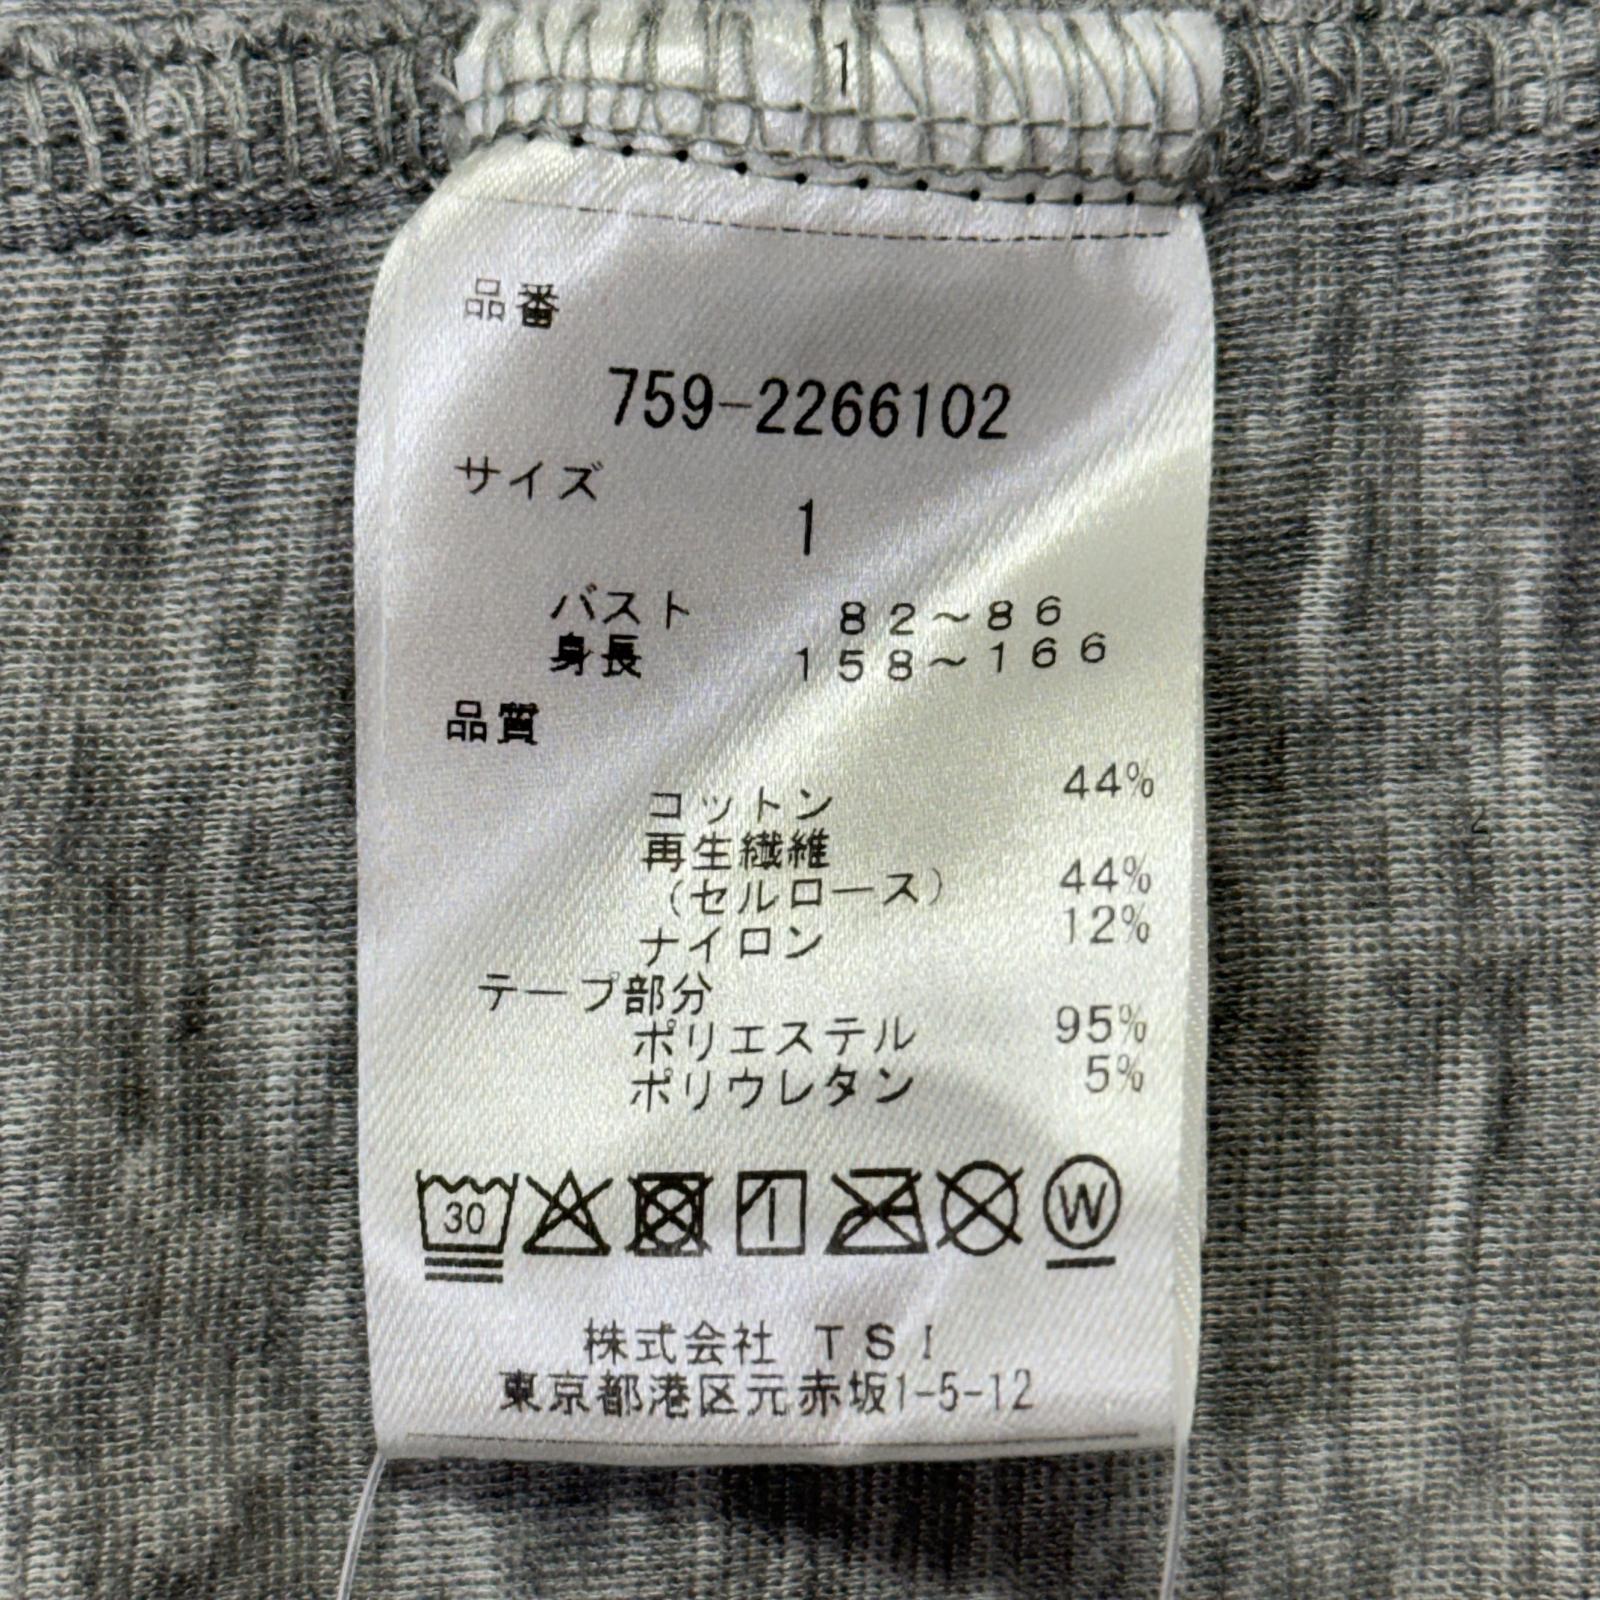 1
品番
759-2266102
サイズ
1
バスト 82～86
身長 158～166
品質
コットン 44%
再生繊維
(セルロース) 44%
ナイロン 12%
テープ部分
ポリエステル 95%
ポリウレタン 5%
30 W
株式会社 TSI
東京都港区元赤坂1-5-12